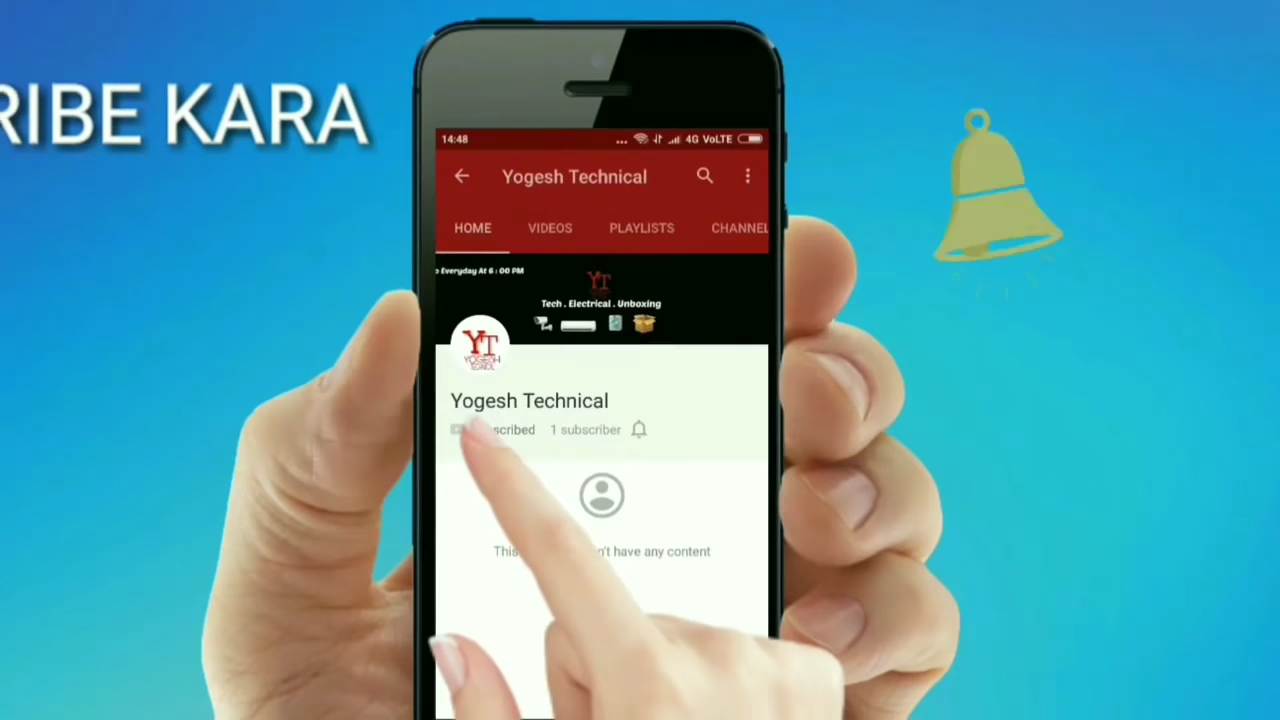 RIBE KARA
14:48 ... 4G VoLTE
Yogesh Technical
HOME VIDEOS PLAYLISTS CHANNEL
o Everyday At 6 : 00 PM
YT
Tech . Electrical . Unboxing
YT
YOGESH
Yogesh Technical
scribed 1 subscriber
This n't have any content